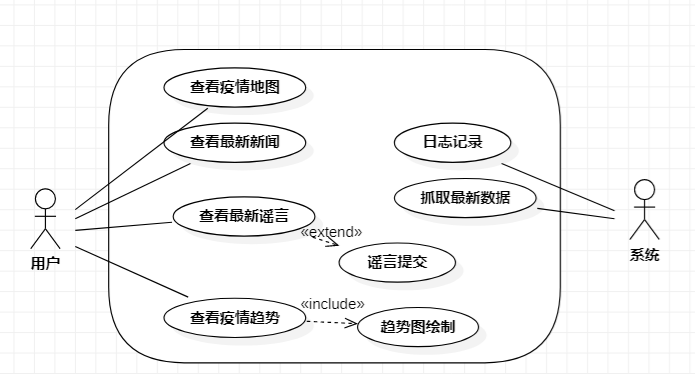 查看疫情地图
查看最新新闻
日志记录
查看最新谣言
抓取最新数据
«extend»
用户
系统
谣言提交
«include»
查看疫情趋势
趋势图绘制